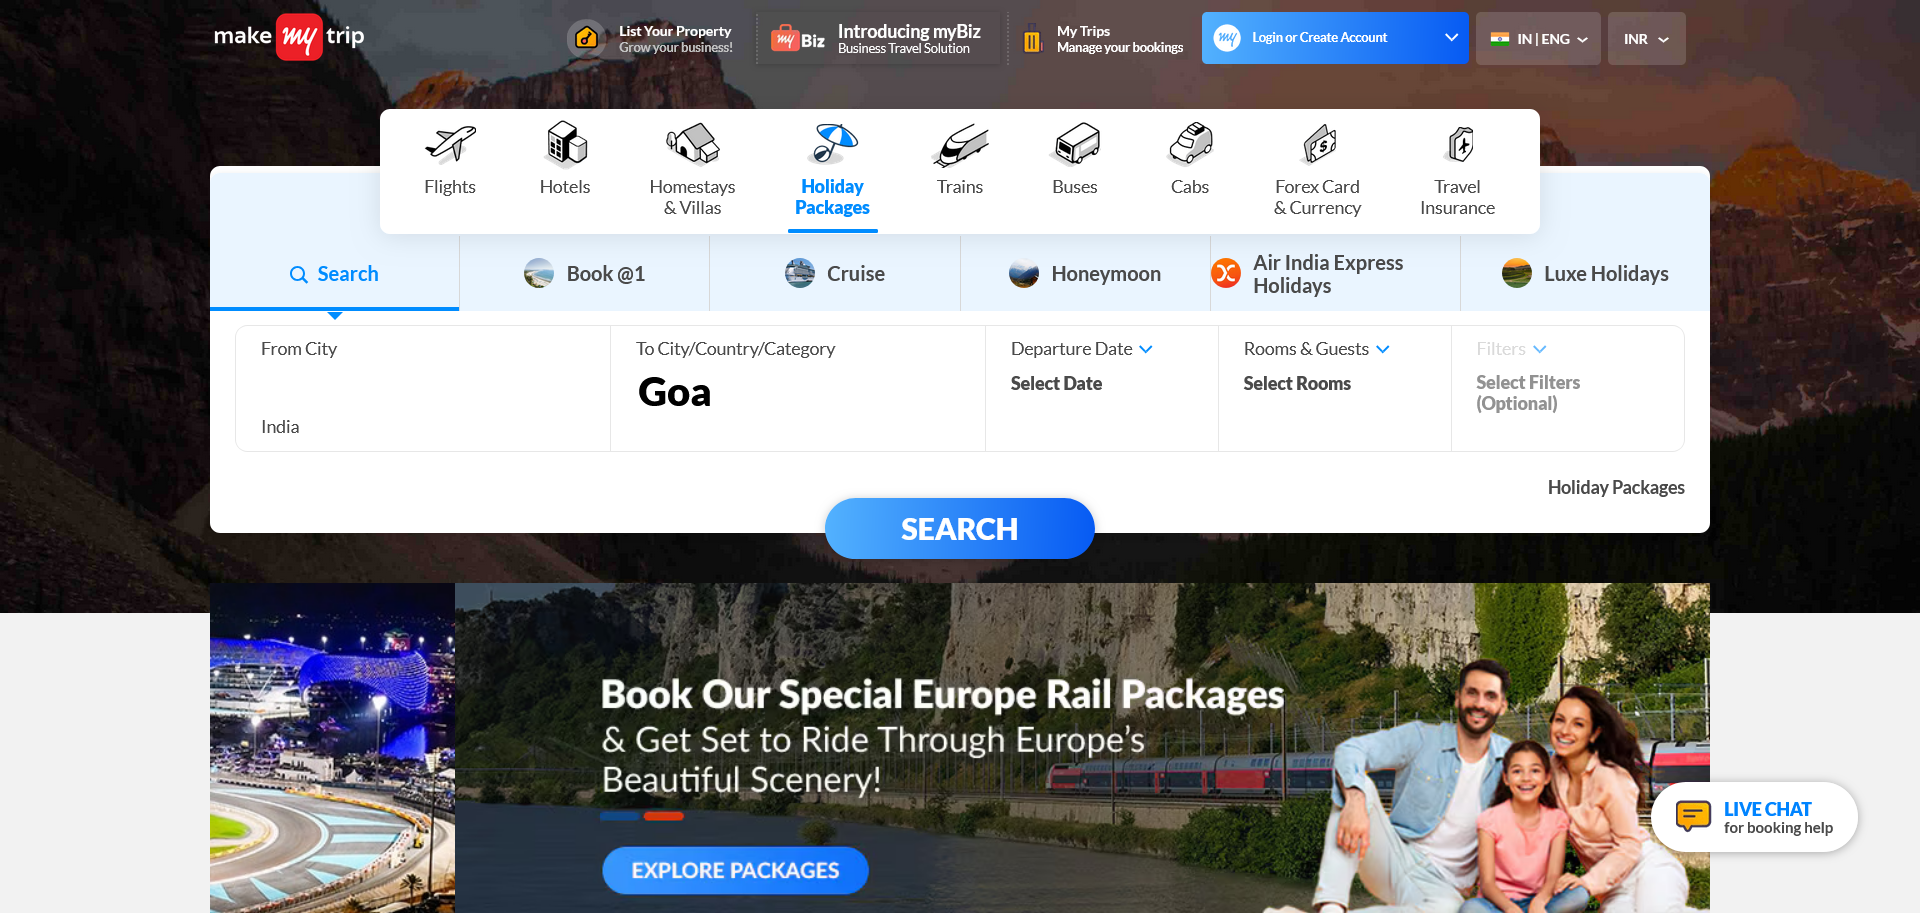 make my trip
List Your Property
Grow your business!
my Biz
Introducing myBiz
Business Travel Solution
My Trips
Manage your bookings
my
Login or Create Account
IN | ENG
INR
Flights
Hotels
Homestays
& Villas
Holiday
Packages
Trains
Buses
Cabs
Forex Card
& Currency
Travel
Insurance
Search
Book @1
Cruise
Honeymoon
Air India Express
Holidays
Luxe Holidays
From City
India
To City/Country/Category
Goa
Departure Date
Select Date
Rooms & Guests
Select Rooms
Filters
Select Filters
(Optional)
Holiday Packages
SEARCH
Book Our Special Europe Rail Packages
& Get Set to Ride Through Europe's
Beautiful Scenery!
EXPLORE PACKAGES
LIVE CHAT
for booking help